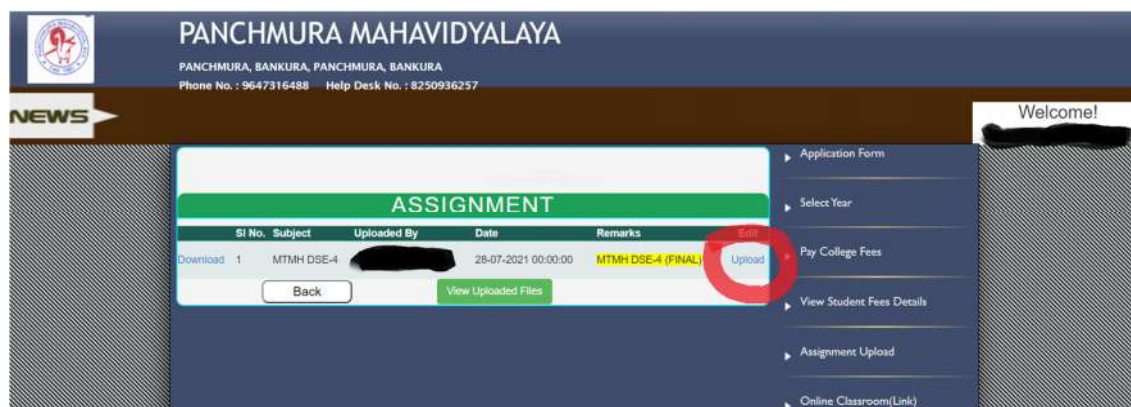 PANCHMURA MAHAVIDYALAYA
PANCHMURA, BANKURA, PANCHMURA, BANKURA
Phone No. : 9647316488 Help Desk No. : 8250936257
NEWS
Welcome!
ASSIGNMENT
Sl No. Subject Uploaded By Date Remarks Edit
Download 1 MTMH DSE-4 28-07-2021 00:00:00 MTMH DSE-4 (FINAL) Upload
Back View Uploaded Files
Application Form
Select Year
Pay College Fees
View Student Fees Details
Assignment Upload
Online Classroom(Link)